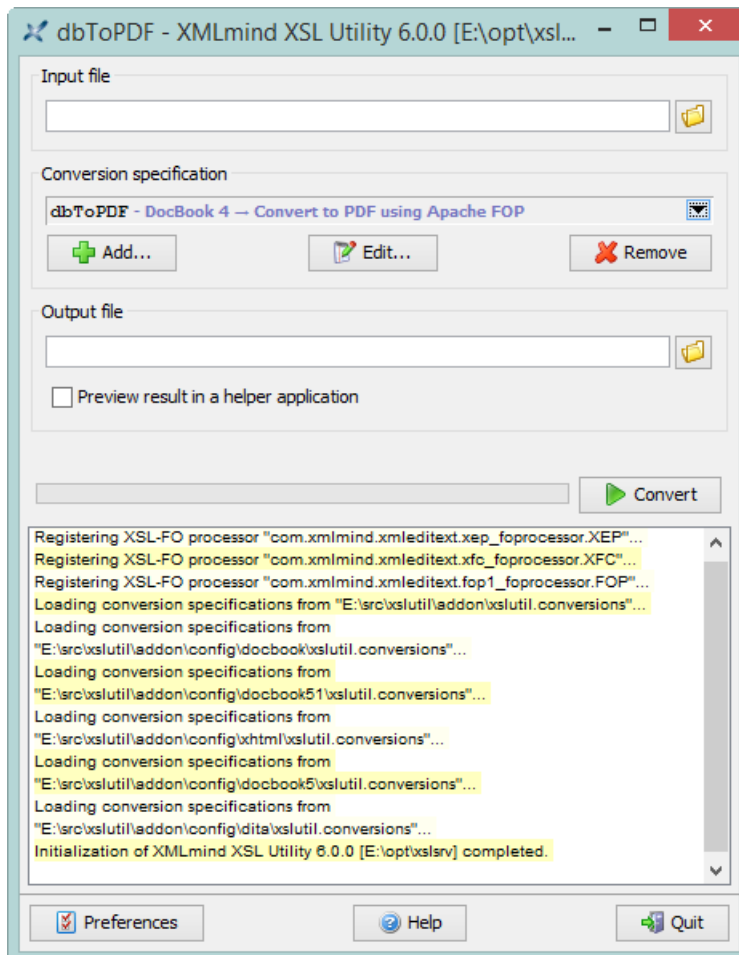 dbToPDF - XMLmind XSL Utility 6.0.0 [E:\opt\xsl...
Input file
Conversion specification
dbToPDF - DocBook 4 → Convert to PDF using Apache FOP
Add...
Edit...
Remove
Output file
Preview result in a helper application
Convert
Registering XSL-FO processor "com.xmlmind.xmleditext.xep_foprocessor.XEP"...
Registering XSL-FO processor "com.xmlmind.xmleditext.xfc_foprocessor.XFC"...
Registering XSL-FO processor "com.xmlmind.xmleditext.fop1_foprocessor.FOP"...
Loading conversion specifications from "E:\src\xslutil\addon\xslutil.conversions"...
Loading conversion specifications from
"E:\src\xslutil\addon\config\docbook\xslutil.conversions"...
Loading conversion specifications from
"E:\src\xslutil\addon\config\docbook51\xslutil.conversions"...
Loading conversion specifications from
"E:\src\xslutil\addon\config\xhtml\xslutil.conversions"...
Loading conversion specifications from
"E:\src\xslutil\addon\config\docbook5\xslutil.conversions"...
Loading conversion specifications from
"E:\src\xslutil\addon\config\dita\xslutil.conversions"...
Initialization of XMLmind XSL Utility 6.0.0 [E:\opt\xslsrv] completed.
Preferences
Help
Quit